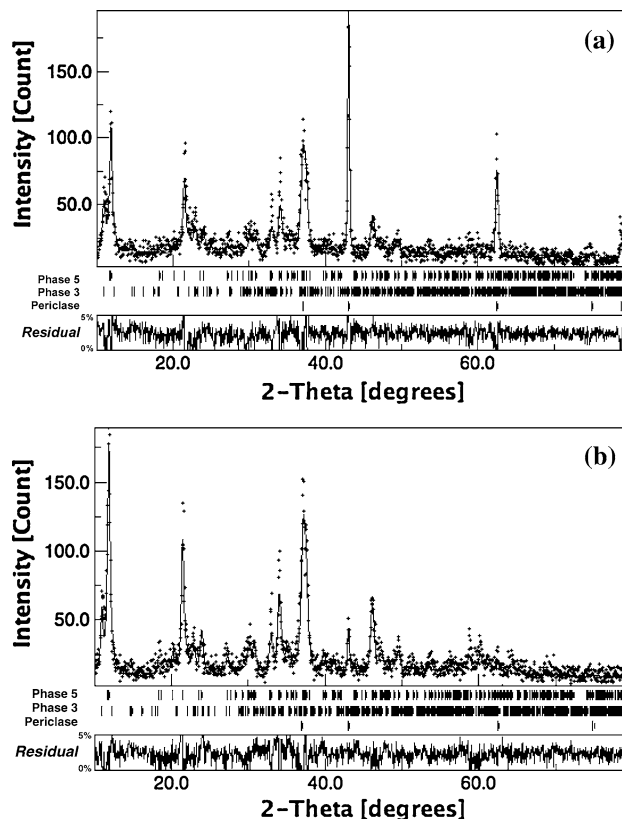 (a)
Intensity [Count]
150.0
100.0
50.0
Phase 5
Phase 3
Periclase
Residual
5%
0%
20.0 40.0 60.0
2-Theta [degrees]
(b)
Intensity [Count]
150.0
100.0
50.0
Phase 5
Phase 3
Periclase
Residual
5%
0%
20.0 40.0 60.0
2-Theta [degrees]